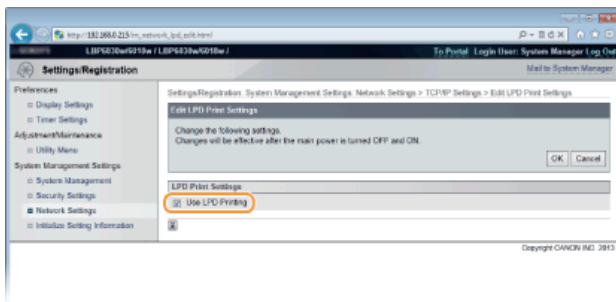 http://192.168.0.215/m_network_lpd_edit.html
LBP6030w/6018w / LBP6030w/6018w /
To Portal Login User: System Manager Log Out
Settings/Registration
Mail to System Manager
Preferences
Display Settings
Timer Settings
Adjustment/Maintenance
Utility Menu
System Management Settings
System Management
Security Settings
Network Settings
Initialize Setting Information
Settings/Registration: System Management Settings: Network Settings > TCP/IP Settings > Edit LPD Print Settings
Edit LPD Print Settings
Change the following settings.
Changes will be effective after the main power is turned OFF and ON.
OK Cancel
LPD Print Settings
Use LPD Printing
Copyright CANON INC. 2013